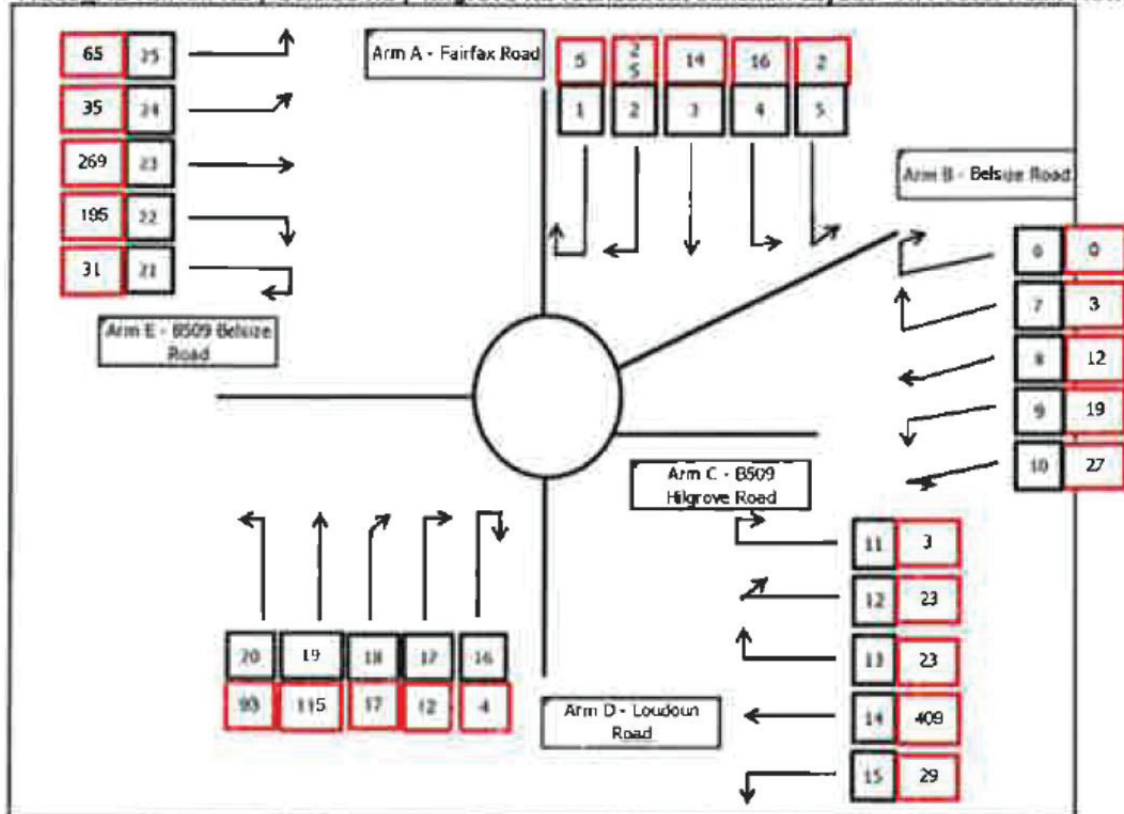 65 25
35 24
269 23
195 22
31 21
Arm A - Fairfax Road
5 2 14 16 2
5
1 2 3 4 5
Arm B - Belsize Road
6 0
7 3
8 12
9 19
10 27
Arm E - B509 Belsize
Road
Arm C - B509
Hilgrove Road
11 3
12 23
13 23
14 409
15 29
20 19 18 17 16
93 115 17 12 4
Arm D - Loudoun
Road